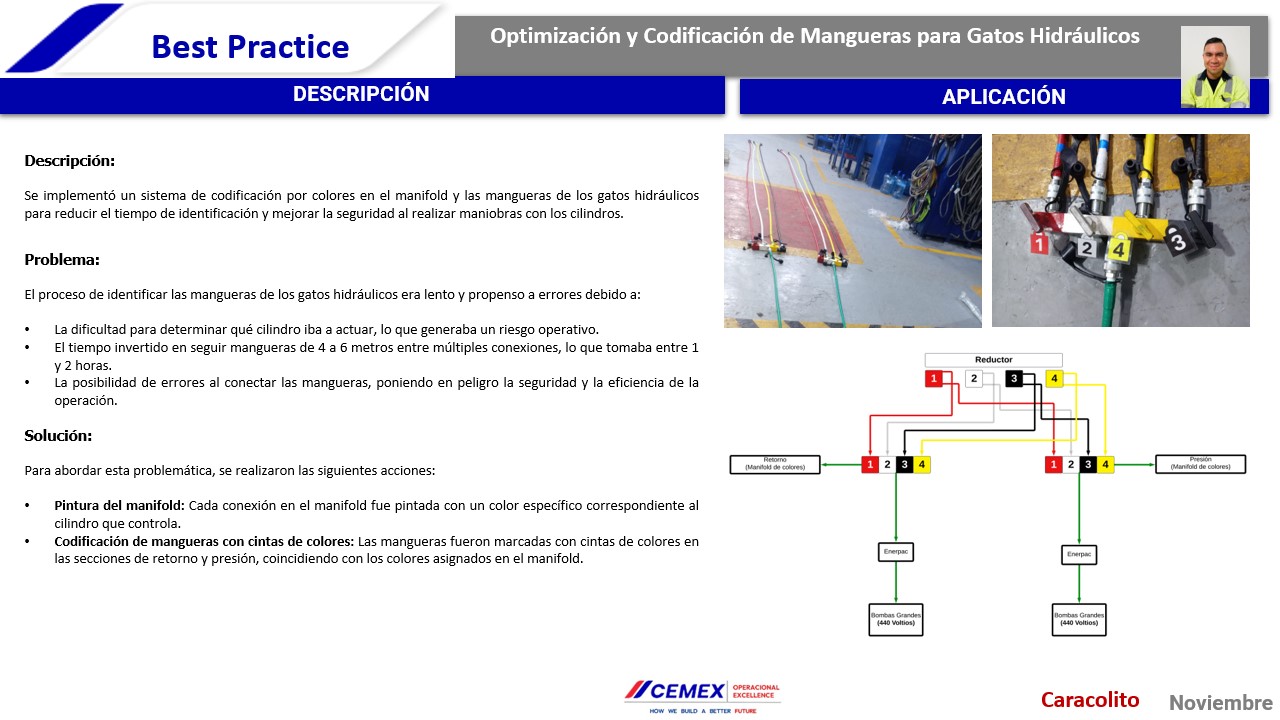 Best Practice
Optimización y Codificación de Mangueras para Gatos Hidráulicos
DESCRIPCIÓN
APLICACIÓN
Descripción:
Se implementó un sistema de codificación por colores en el manifold y las mangueras de los gatos hidráulicos
para reducir el tiempo de identificación y mejorar la seguridad al realizar maniobras con los cilindros.
Problema:
El proceso de identificar las mangueras de los gatos hidráulicos era lento y propenso a errores debido a:
• La dificultad para determinar qué cilindro iba a actuar, lo que generaba un riesgo operativo.
• El tiempo invertido en seguir mangueras de 4 a 6 metros entre múltiples conexiones, lo que tomaba entre 1
y 2 horas.
• La posibilidad de errores al conectar las mangueras, poniendo en peligro la seguridad y la eficiencia de la
operación.
Solución:
Para abordar esta problemática, se realizaron las siguientes acciones:
• Pintura del manifold: Cada conexión en el manifold fue pintada con un color específico correspondiente al
cilindro que controla.
• Codificación de mangueras con cintas de colores: Las mangueras fueron marcadas con cintas de colores en
las secciones de retorno y presión, coincidiendo con los colores asignados en el manifold.
1 2 4 3
Reductor
1 2 3 4
Retorno
(Manifold de colores)
1 2 3 4
1 2 3 4
Presión
(Manifold de colores)
Enerpac
Enerpac
Bombas Grandes
(440 Voltios)
Bombas Grandes
(440 Voltios)
CEMEX
OPERACIONAL
EXCELLENCE
HOW WE BUILD A BETTER FUTURE
Caracolito
Noviembre